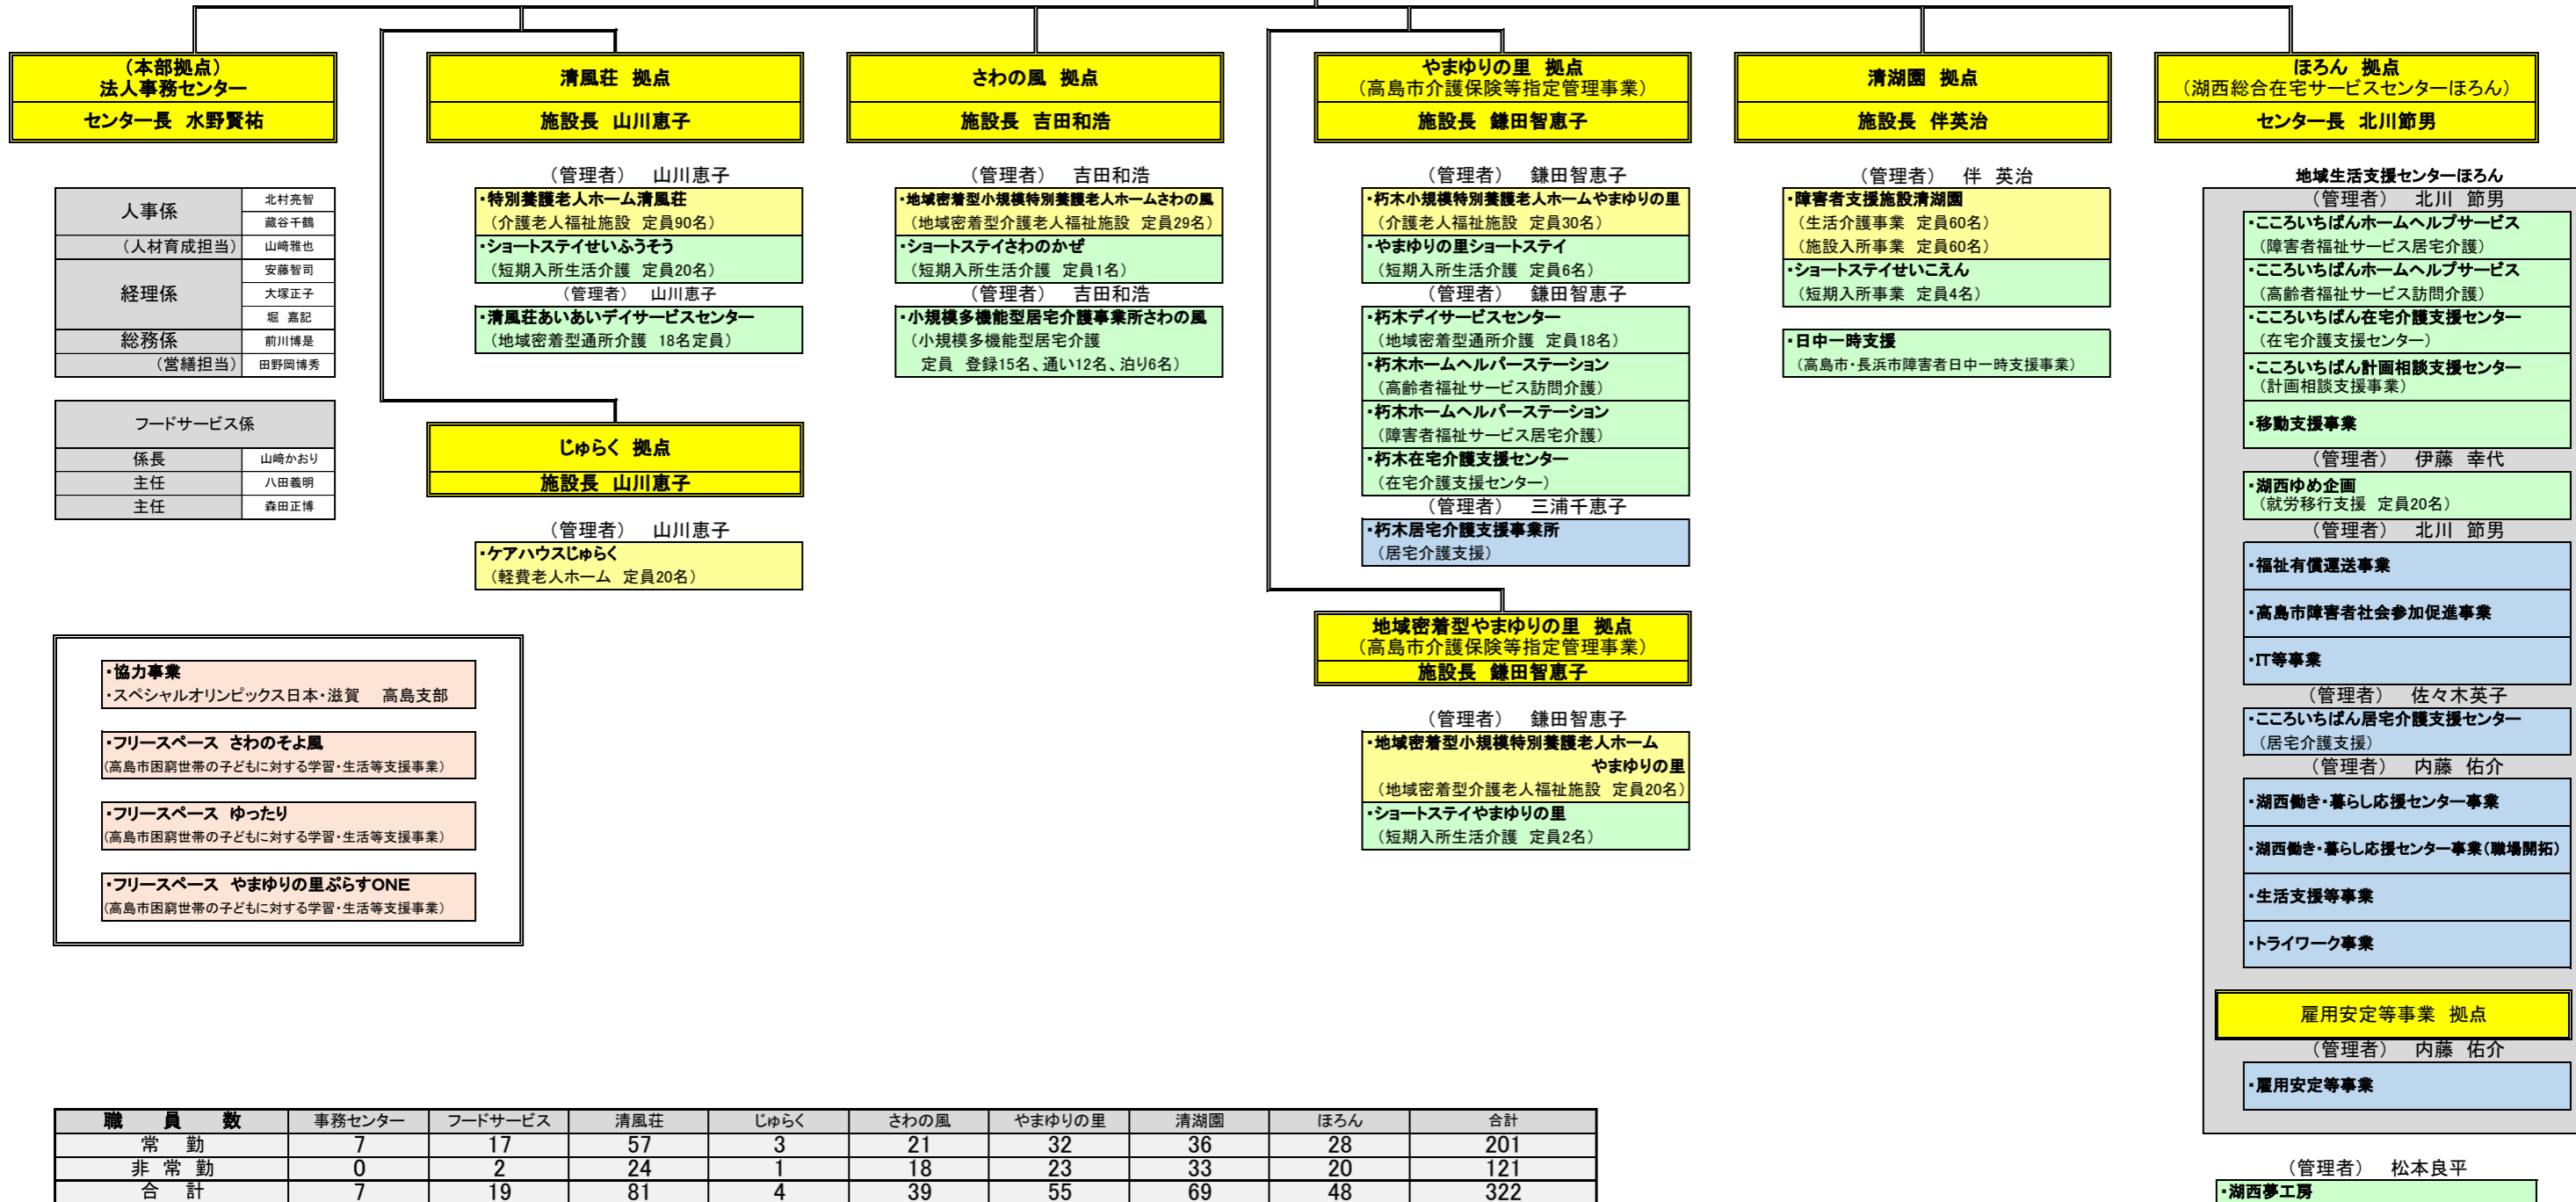 （本部拠点）
法人事務センター
センター長 水野賢祐
人事係
北村亮智
藏谷千鶴
（人材育成担当）
山﨑雅也
経理係
安藤智司
大塚正子
堀 嘉記
総務係
前川博是
（営繕担当）
田野岡博秀
フードサービス係
係長
山﨑かおり
主任
八田義明
主任
森田正博
清風荘 拠点
施設長 山川恵子
（管理者） 山川恵子
・特別養護老人ホーム清風荘
（介護老人福祉施設 定員90名）
・ショートステイせいふうそう
（短期入所生活介護 定員20名）
（管理者） 山川恵子
・清風荘あいあいデイサービスセンター
（地域密着型通所介護 18名定員）
じゅらく 拠点
施設長 山川恵子
（管理者） 山川恵子
・ケアハウスじゅらく
（軽費老人ホーム 定員20名）
さわの風 拠点
施設長 吉田和浩
（管理者） 吉田和浩
・地域密着型小規模特別養護老人ホームさわの風
（地域密着型介護老人福祉施設 定員29名）
・ショートステイさわのかぜ
（短期入所生活介護 定員1名）
（管理者） 吉田和浩
・小規模多機能型居宅介護事業所さわの風
（小規模多機能型居宅介護
定員 登録15名、通い12名、泊り6名）
やまゆりの里 拠点
（高島市介護保険等指定管理事業）
施設長 鎌田智恵子
（管理者） 鎌田智恵子
・朽木小規模特別養護老人ホームやまゆりの里
（介護老人福祉施設 定員30名）
・やまゆりの里ショートステイ
（短期入所生活介護 定員6名）
（管理者） 鎌田智恵子
・朽木デイサービスセンター
（地域密着型通所介護 定員18名）
・朽木ホームヘルパーステーション
（高齢者福祉サービス訪問介護）
・朽木ホームヘルパーステーション
（障害者福祉サービス居宅介護）
・朽木在宅介護支援センター
（在宅介護支援センター）
（管理者） 三浦千恵子
・朽木居宅介護支援事業所
（居宅介護支援）
地域密着型やまゆりの里 拠点
（高島市介護保険等指定管理事業）
施設長 鎌田智恵子
（管理者） 鎌田智恵子
・地域密着型小規模特別養護老人ホーム
やまゆりの里
（地域密着型介護老人福祉施設 定員20名）
・ショートステイやまゆりの里
（短期入所生活介護 定員2名）
清湖園 拠点
施設長 伴英治
（管理者） 伴 英治
・障害者支援施設清湖園
（生活介護事業 定員60名）
（施設入所事業 定員60名）
・ショートステイせいこえん
（短期入所事業 定員4名）
・日中一時支援
（高島市・長浜市障害者日中一時支援事業）
ほろん 拠点
（湖西総合在宅サービスセンターほろん）
センター長 北川節男
地域生活支援センターほろん
（管理者） 北川 節男
・こころいちばんホームヘルプサービス
（障害者福祉サービス居宅介護）
・こころいちばんホームヘルプサービス
（高齢者福祉サービス訪問介護）
・こころいちばん在宅介護支援センター
（在宅介護支援センター）
・こころいちばん計画相談支援センター
（計画相談支援事業）
・移動支援事業
（管理者） 伊藤 幸代
・湖西ゆめ企画
（就労移行支援 定員20名）
（管理者） 北川 節男
・福祉有償運送事業
・高島市障害者社会参加促進事業
・IT等事業
（管理者） 佐々木英子
・こころいちばん居宅介護支援センター
（居宅介護支援）
（管理者） 内藤 佑介
・湖西働き・暮らし応援センター事業
・湖西働き・暮らし応援センター事業（職場開拓）
・生活支援等事業
・トライワーク事業
雇用安定等事業 拠点
（管理者） 内藤 佑介
・雇用安定等事業
（管理者） 松本良平
・湖西夢工房
・協力事業
・スペシャルオリンピックス日本・滋賀 高島支部
・フリースペース さわのそよ風
（高島市困窮世帯の子どもに対する学習・生活等支援事業）
・フリースペース ゆったり
（高島市困窮世帯の子どもに対する学習・生活等支援事業）
・フリースペース やまゆりの里ぷらすONE
（高島市困窮世帯の子どもに対する学習・生活等支援事業）
職 員 数 事務センター フードサービス 清風荘 じゅらく さわの風 やまゆりの里 清湖園 ほろん 合計
常 勤 7 17 57 3 21 32 36 28 201
非 常 勤 0 2 24 1 18 23 33 20 121
合 計 7 19 81 4 39 55 69 48 322